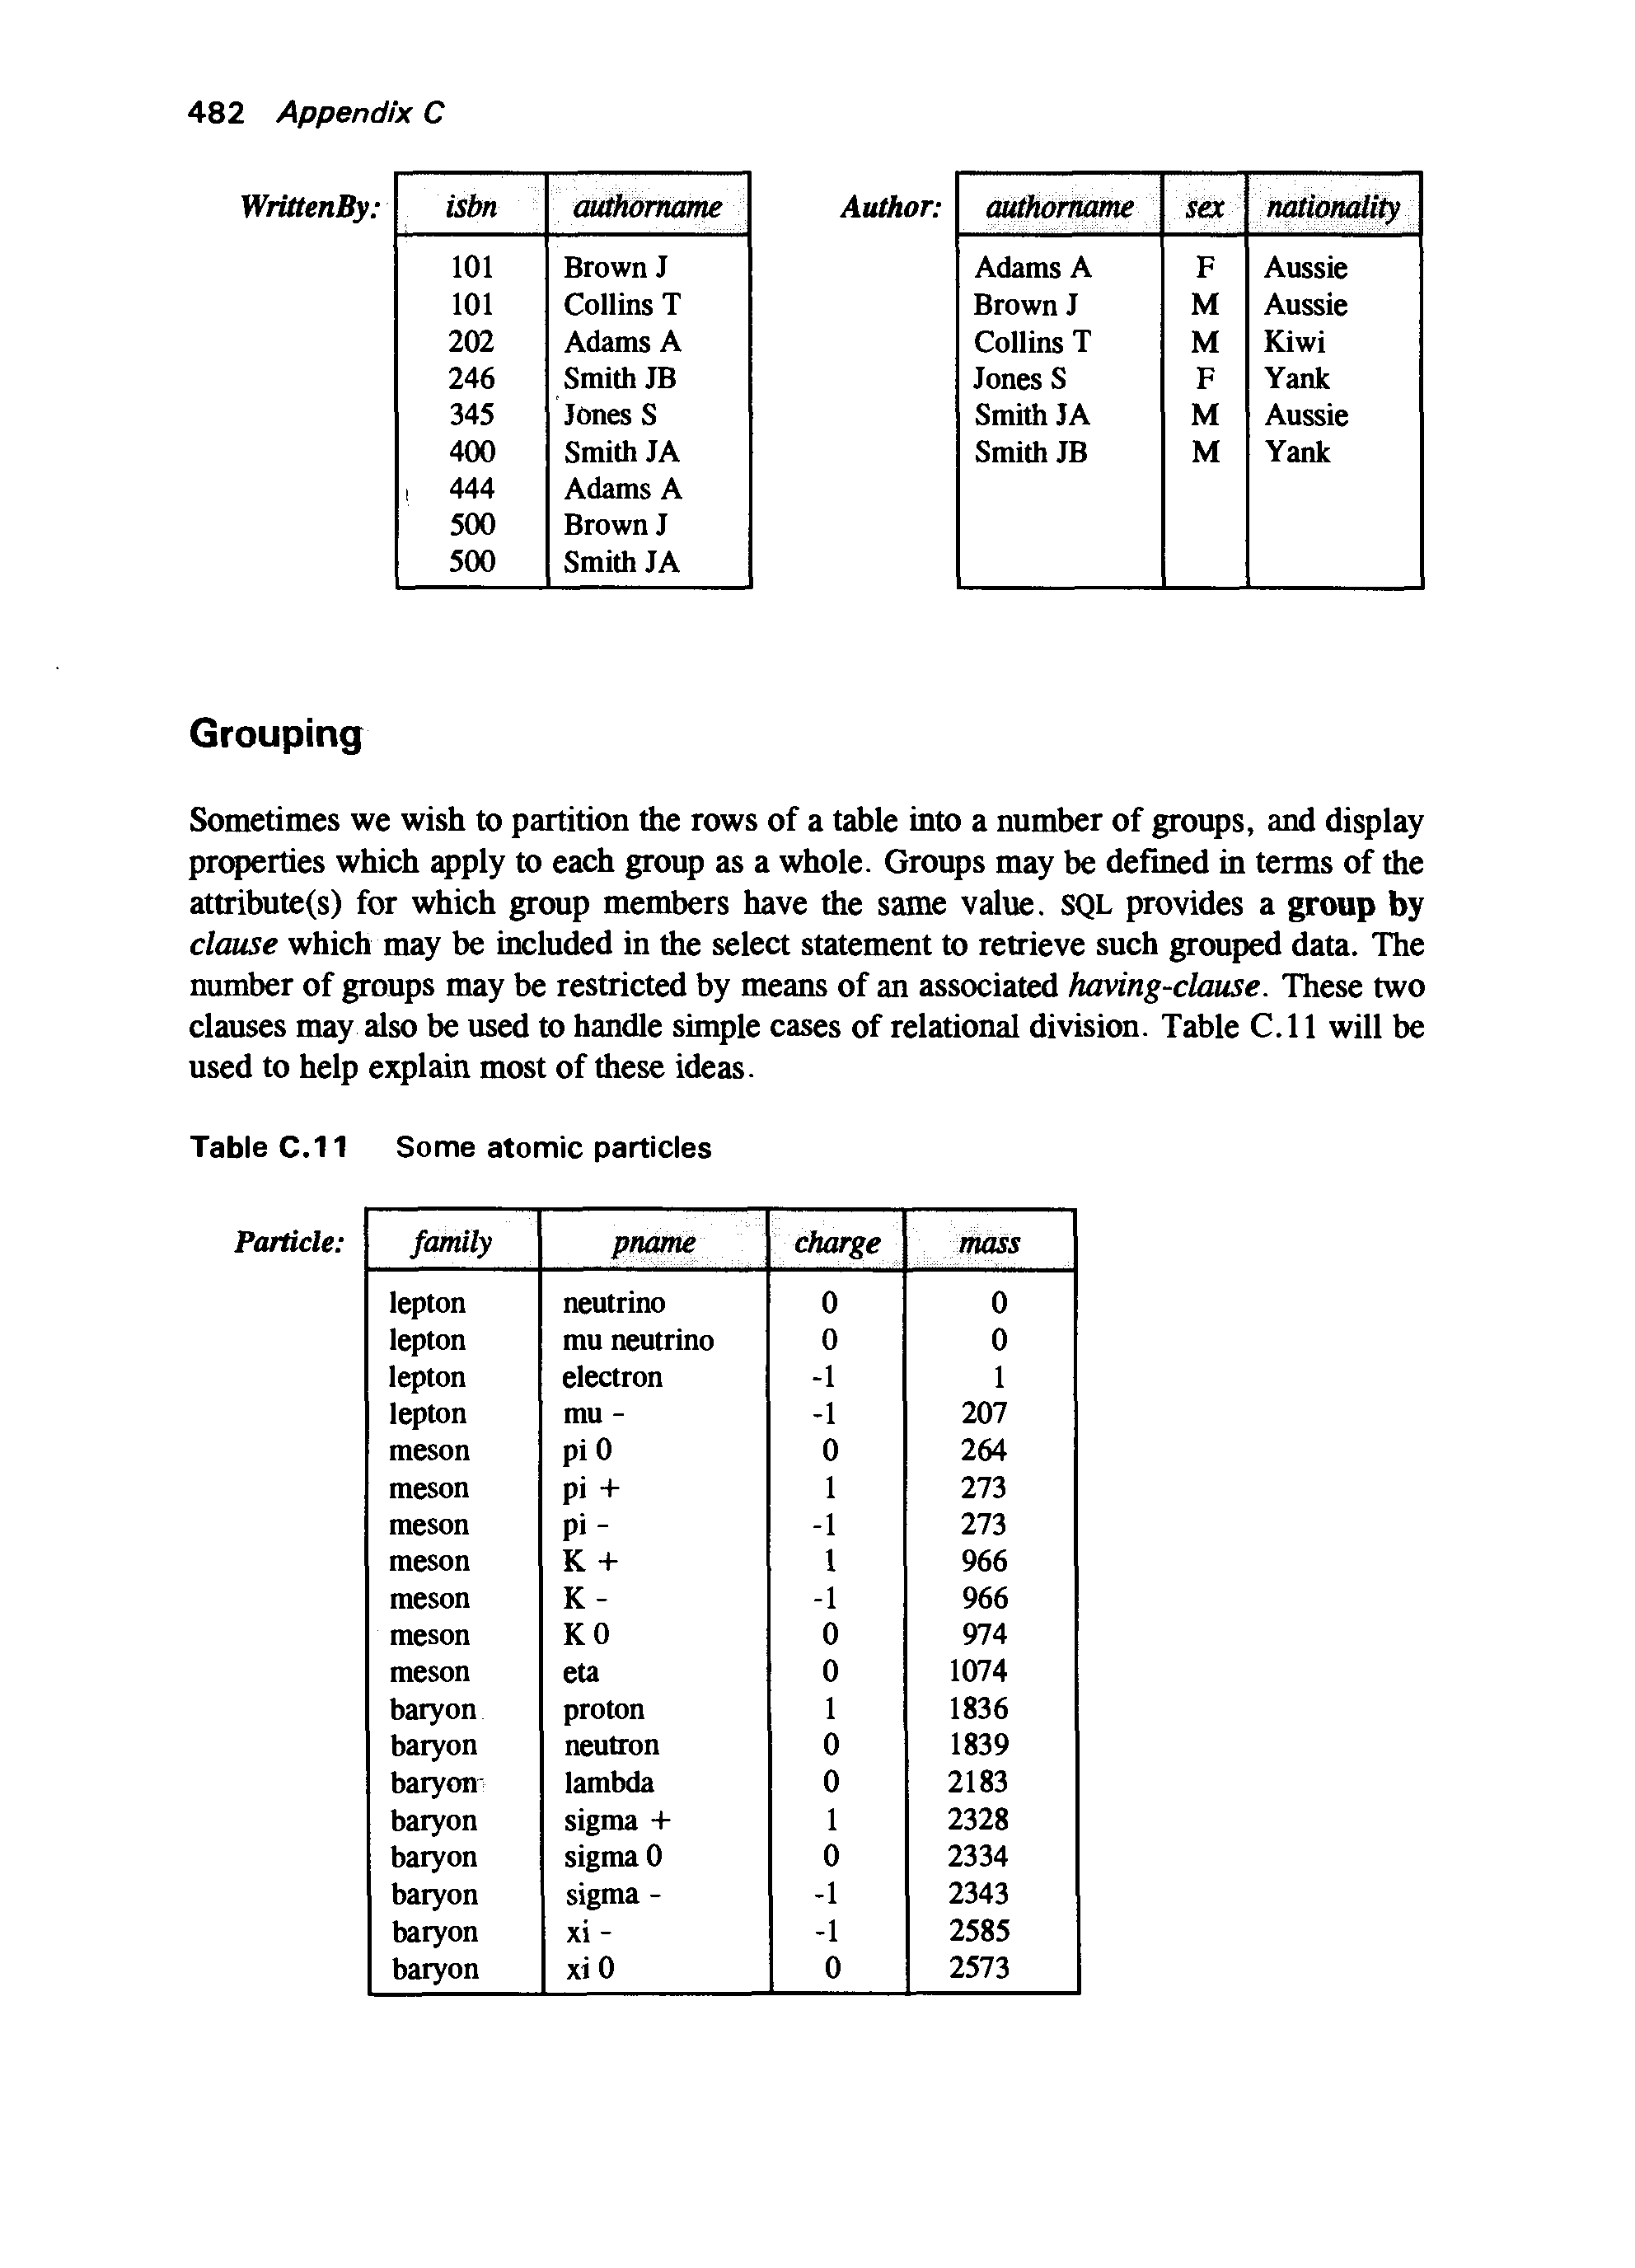 482 Appendix C
WrittenBy: isbn authorname
101 Brown J
101 Collins T
202 Adams A
246 Smith JB
345 Jones S
400 Smith JA
444 Adams A
500 Brown J
500 Smith JA
Author: authorname sex nationality
Adams A F Aussie
Brown J M Aussie
Collins T M Kiwi
Jones S F Yank
Smith JA M Aussie
Smith JB M Yank
Grouping
Sometimes we wish to partition the rows of a table into a number of groups, and display
properties which apply to each group as a whole. Groups may be defined in terms of the
attribute(s) for which group members have the same value. SQL provides a group by
clause which may be included in the select statement to retrieve such grouped data. The
number of groups may be restricted by means of an associated having-clause. These two
clauses may also be used to handle simple cases of relational division. Table C.11 will be
used to help explain most of these ideas.
Table C.11 Some atomic particles
Particle: family pname charge mass
lepton neutrino 0 0
lepton mu neutrino 0 0
lepton electron -1 1
lepton mu - -1 207
meson pi 0 0 264
meson pi + 1 273
meson pi - -1 273
meson K + 1 966
meson K - -1 966
meson K 0 0 974
meson eta 0 1074
baryon proton 1 1836
baryon neutron 0 1839
baryon lambda 0 2183
baryon sigma + 1 2328
baryon sigma 0 0 2334
baryon sigma - -1 2343
baryon xi - -1 2585
baryon xi 0 0 2573